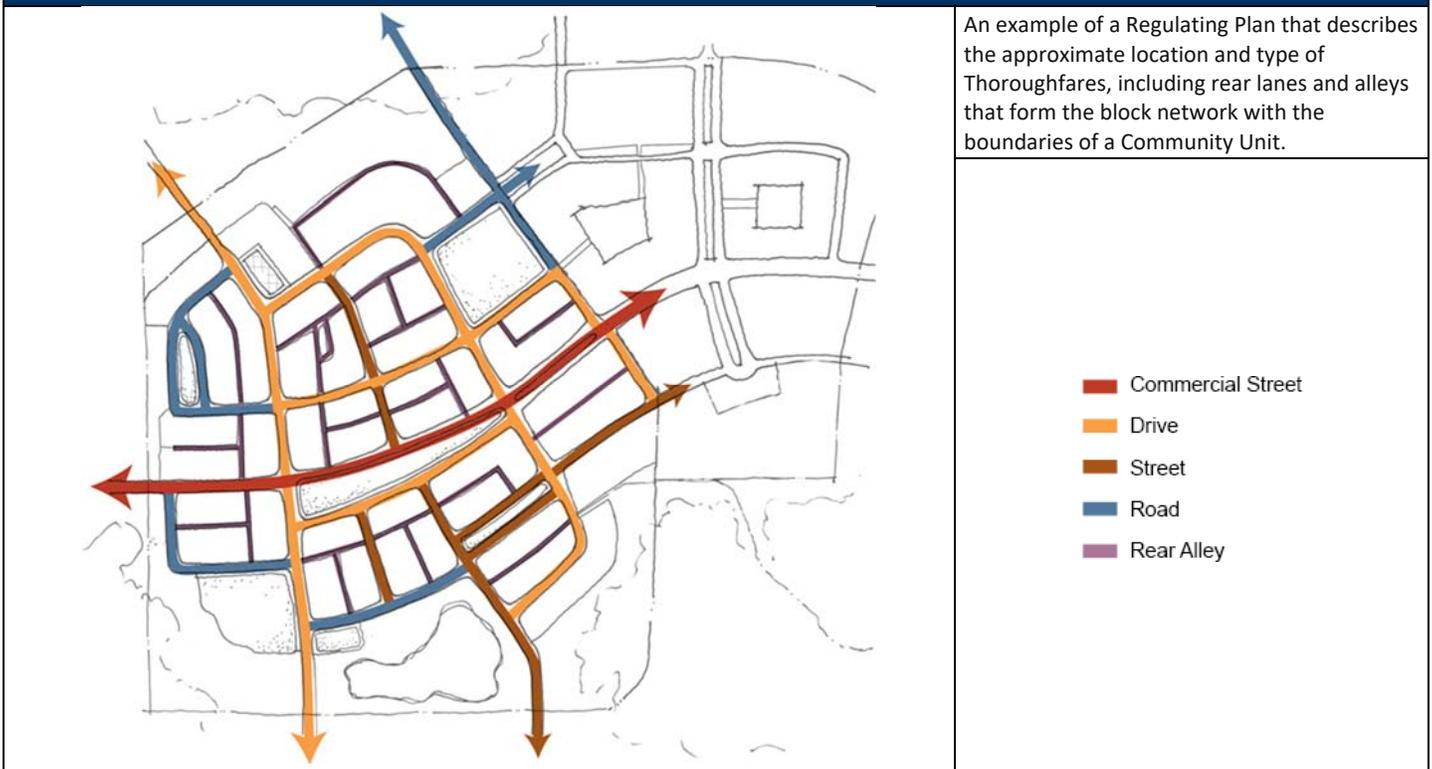 An example of a Regulating Plan that describes
the approximate location and type of
Thoroughfares, including rear lanes and alleys
that form the block network with the
boundaries of a Community Unit.
Commercial Street
Drive
Street
Road
Rear Alley